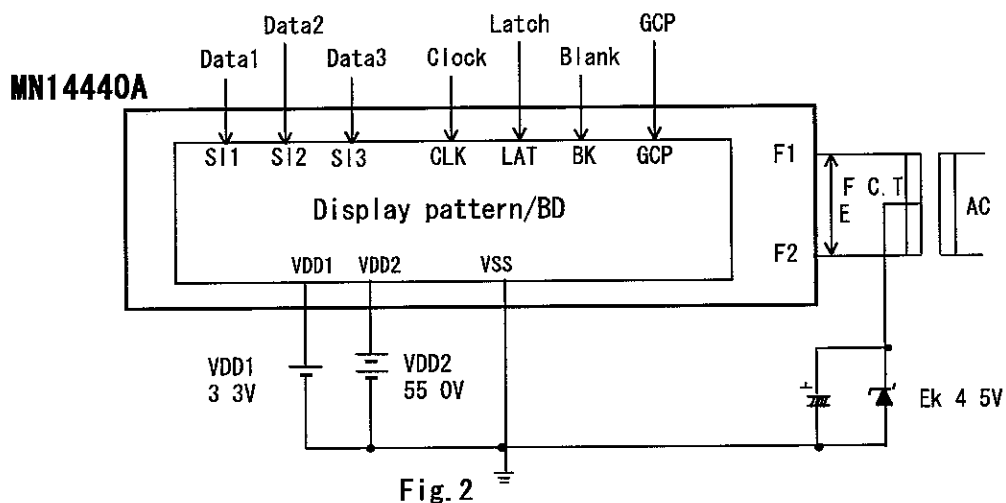 Data2 Latch GCP
Data1 Data3 Clock Blank
MN14440A
SI1 SI2 SI3 CLK LAT BK GCP
F1
F E C.T AC
Display pattern/BD
F2
VDD1 VDD2 VSS
VDD1
3 3V
VDD2
55 0V
+
Ek 4 5V
Fig.2